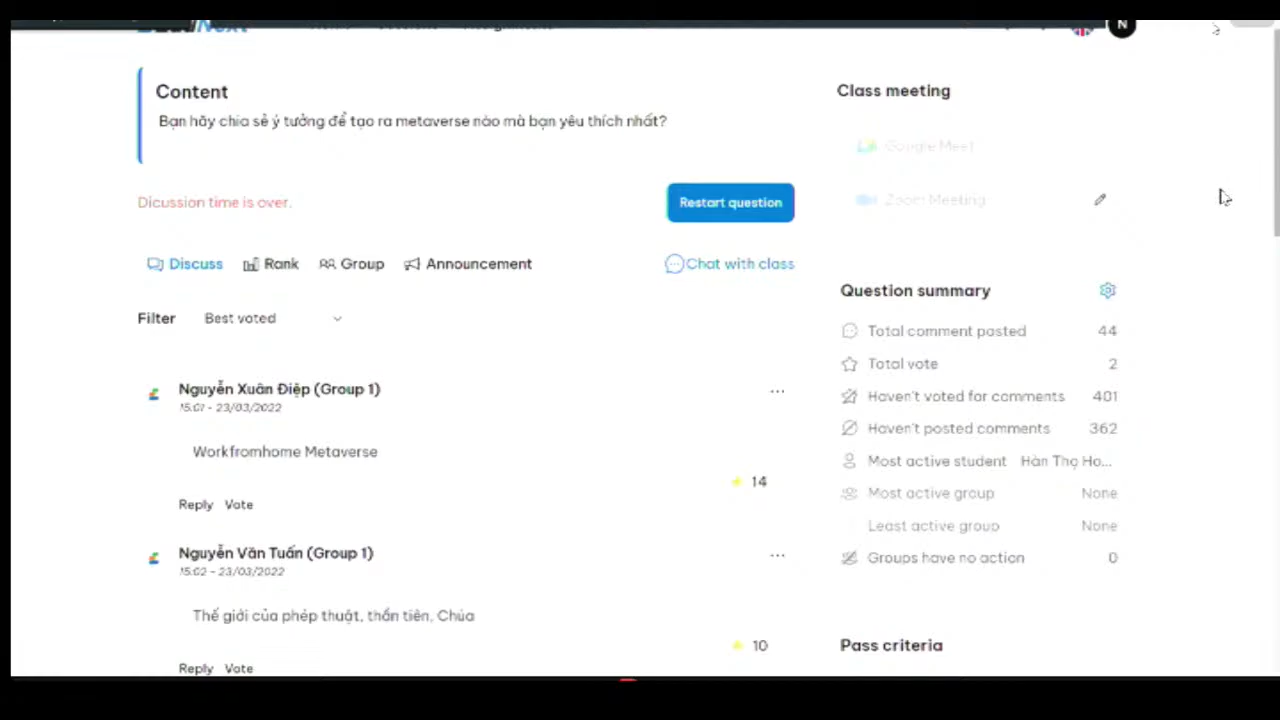 N
Content
Bạn hãy chia sẻ ý tưởng để tạo ra metaverse nào mà bạn yêu thích nhất?
Dicussion time is over.
Restart question
Discuss
Rank
Group
Announcement
Chat with class
Filter
Best voted
Nguyễn Xuân Điệp (Group 1)
15:01 - 23/03/2022
Workfromhome Metaverse
14
Reply Vote
Nguyễn Văn Tuấn (Group 1)
15:02 - 23/03/2022
Thế giới của phép thuật, thần tiên, Chúa
10
Reply Vote
Class meeting
Google Meet
Zoom Meeting
Question summary
Total comment posted 44
Total vote 2
Haven't voted for comments 401
Haven't posted comments 362
Most active student Hàn Thọ Ho...
Most active group None
Least active group None
Groups have no action 0
Pass criteria